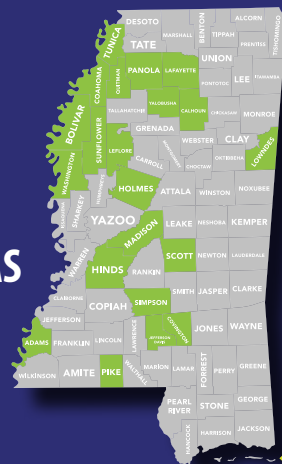 DESOTO
BENTON
ALCORN
TIPPAH
TISHOMINGO
MARSHALL
PRENTISS
TUNICA
TATE
UNION
PANOLA
LAFAYETTE
LEE
ITAWAMBA
COAHOMA
QUITMAN
PONTOTOC
BOLIVAR
TALLAHATCHIE
YALOBUSHA
CALHOUN
CHICKASAW
MONROE
SUNFLOWER
GRENADA
WEBSTER
CLAY
LEFLORE
CARROLL
MONTGOMERY
CHOCTAW
OKTIBBEHA
LOWNDES
WASHINGTON
HUMPHREYS
HOLMES
ATTALA
WINSTON
NOXUBEE
SHARKEY
ISSAQUENA
YAZOO
MADISON
LEAKE
NESHOBA
KEMPER
AS
WARREN
HINDS
RANKIN
SCOTT
NEWTON
LAUDERDALE
CLAIBORNE
COPIAH
SIMPSON
SMITH
JASPER
CLARKE
JEFFERSON
ADAMS
FRANKLIN
LINCOLN
LAWRENCE
JEFFERSON DAVIS
COVINGTON
JONES
WAYNE
WILKINSON
AMITE
PIKE
WALTHALL
MARION
LAMAR
FORREST
PERRY
GREENE
PEARL
RIVER
STONE
GEORGE
HANCOCK
HARRISON
JACKSON